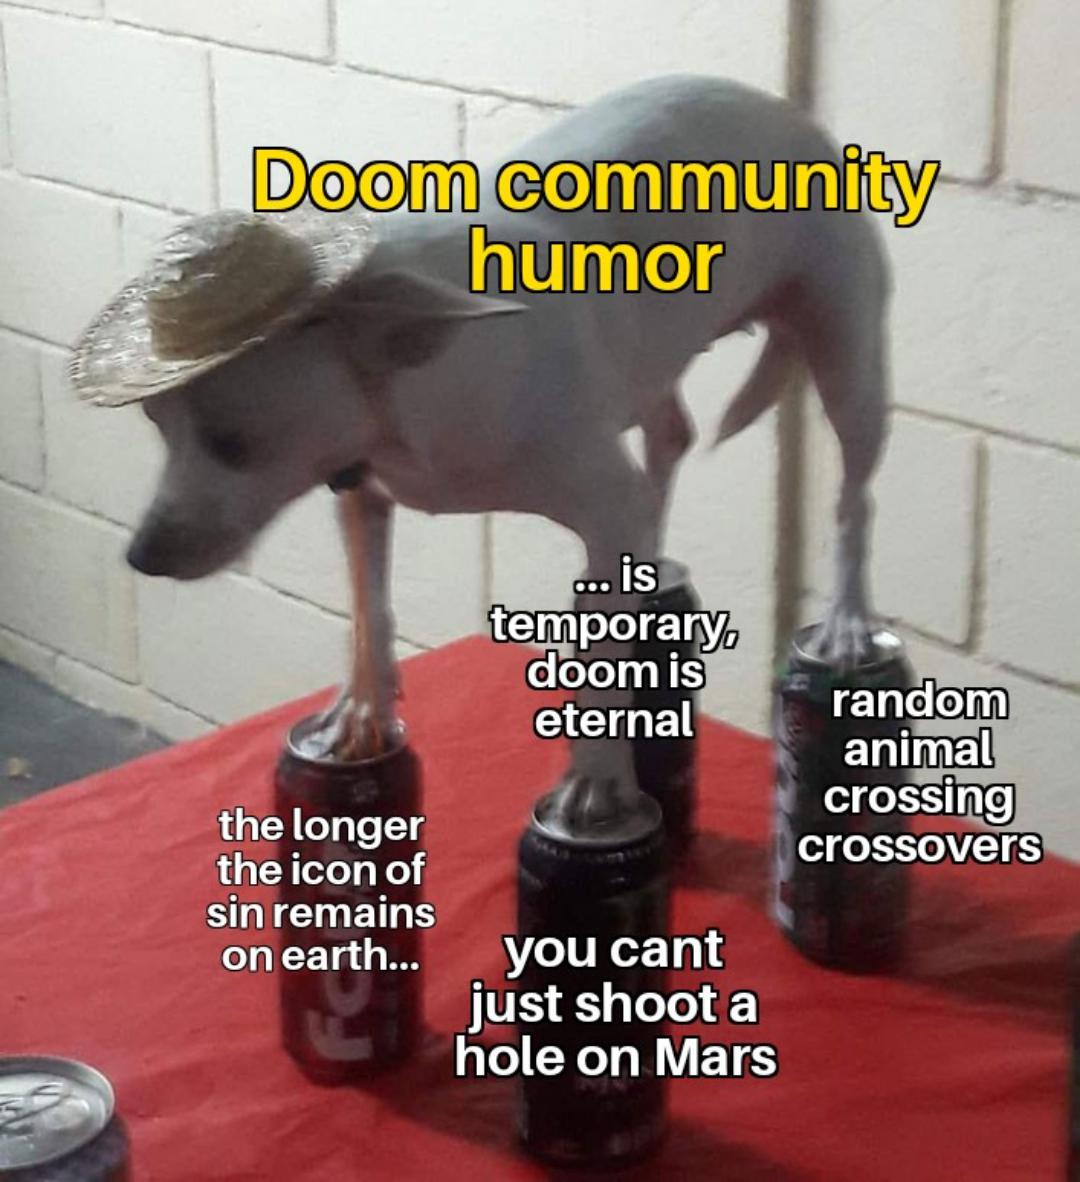 Doom community
humor
... is
temporary,
doom is
eternal
random
animal
crossing
crossovers
the longer
the icon of
sin remains
on earth...
you cant
just shoot a
hole on Mars